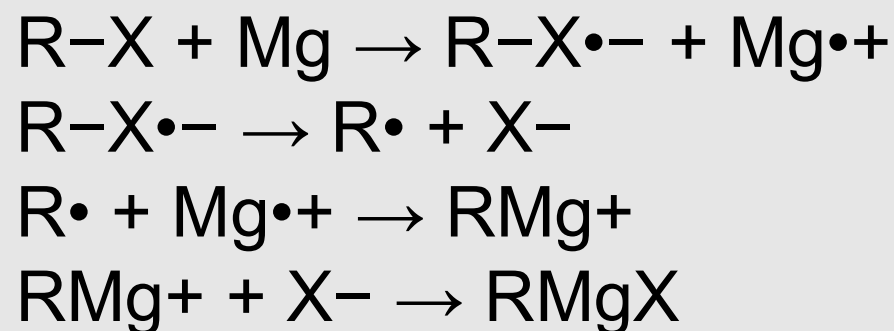 R−X + Mg → R−X•− + Mg•+
R−X•− → R• + X−
R• + Mg•+ → RMg+
RMg+ + X− → RMgX